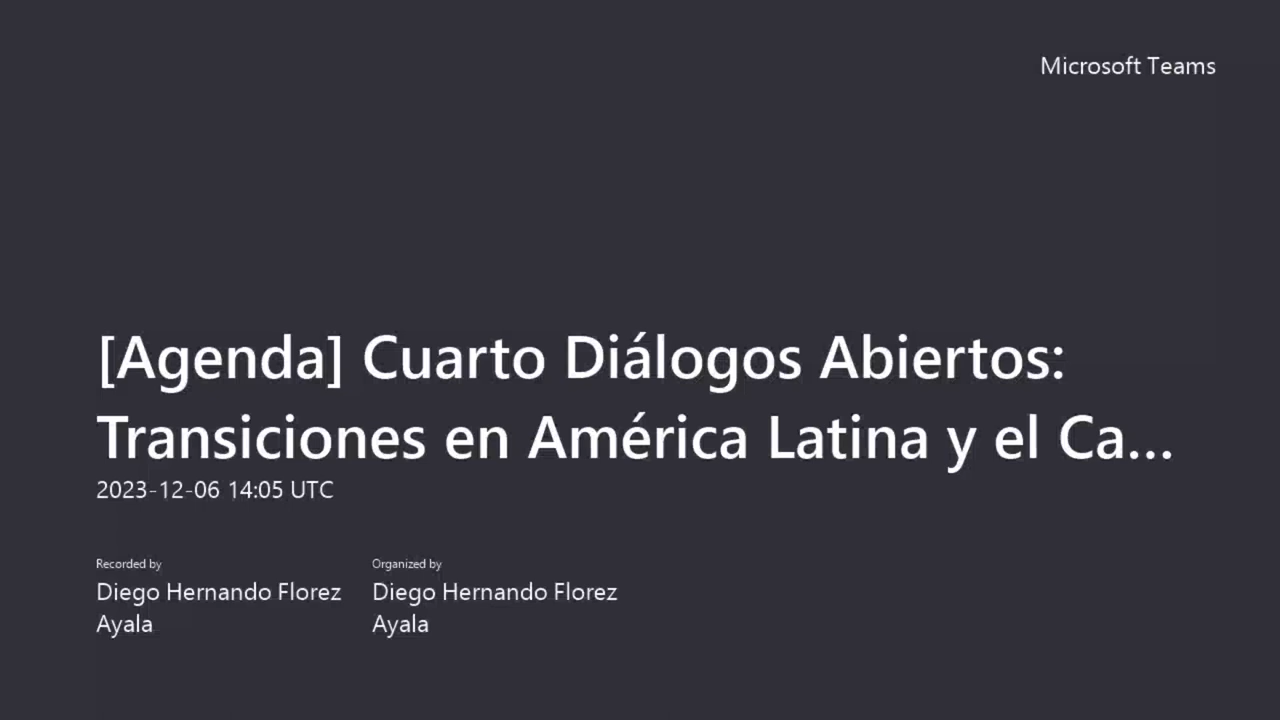 Microsoft Teams
[Agenda] Cuarto Diálogos Abiertos:
Transiciones en América Latina y el Ca...
2023-12-06 14:05 UTC
Recorded by
Diego Hernando Florez
Ayala
Organized by
Diego Hernando Florez
Ayala